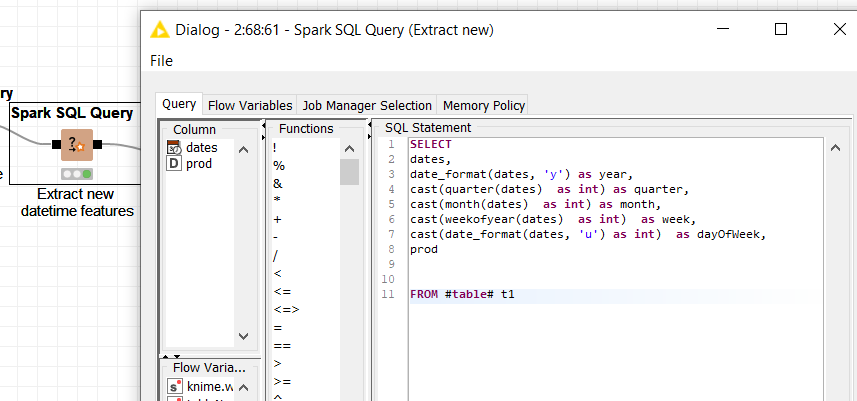 Dialog - 2:68:61 - Spark SQL Query (Extract new)
File
ry
Spark SQL Query
Extract new
datetime features
Query Flow Variables Job Manager Selection Memory Policy
Column
dates
D prod
Flow Varia...
s knime.w
Functions
!
%
&
*
+
-
/
<
<=
<=>
=
==
>
>=
^
SQL Statement
1 SELECT
2 dates,
3 date_format(dates, 'y') as year,
4 cast(quarter(dates)  as int) as quarter,
5 cast(month(dates)  as int) as month,
6 cast(weekofyear(dates)  as int)  as week,
7 cast(date_format(dates, 'u') as int)  as dayOfWeek,
8 prod
9
10
11 FROM #table# t1